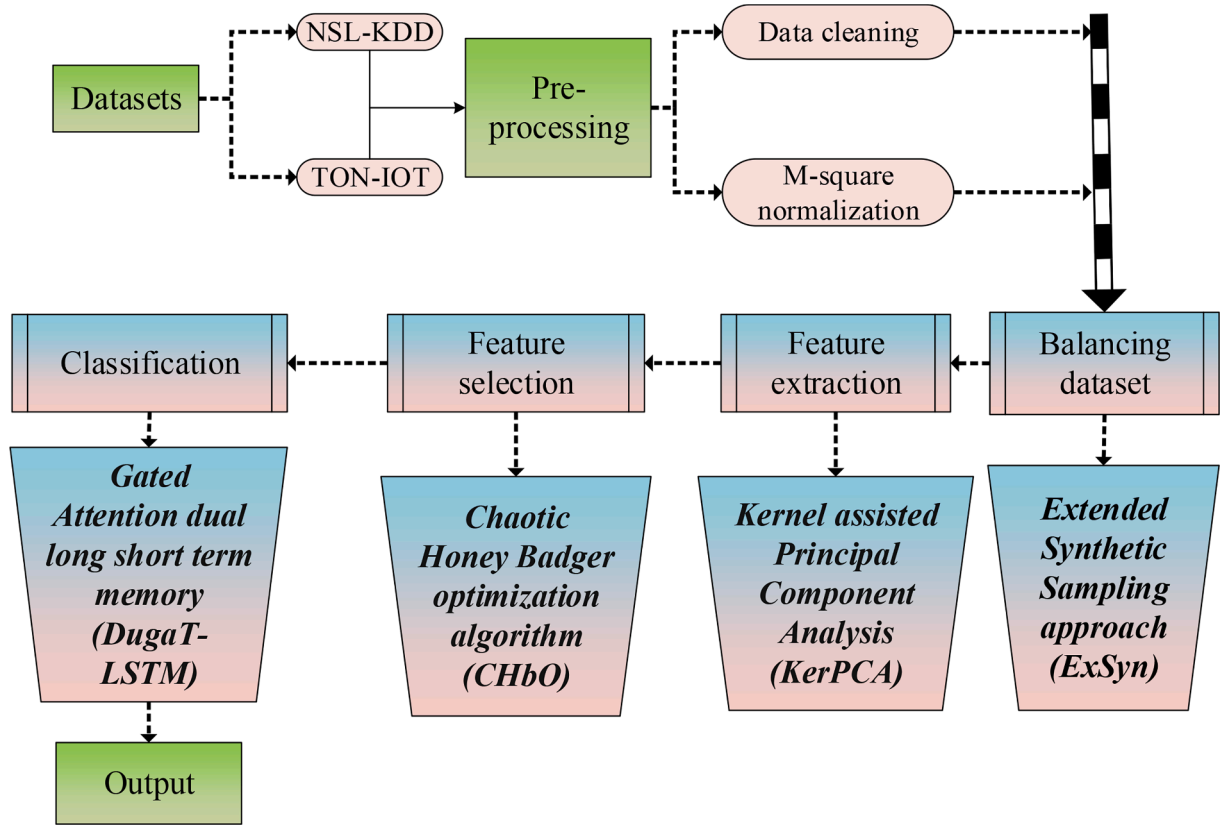 Datasets
NSL-KDD
TON-IOT
Pre-
processing
Data cleaning
M-square
normalization
Classification
Feature
selection
Feature
extraction
Balancing
dataset
Gated
Attention dual
long short term
memory
(DugaT-
LSTM)
Chaotic
Honey Badger
optimization
algorithm
(CHbO)
Kernel assisted
Principal
Component
Analysis
(KerPCA)
Extended
Synthetic
Sampling
approach
(ExSyn)
Output